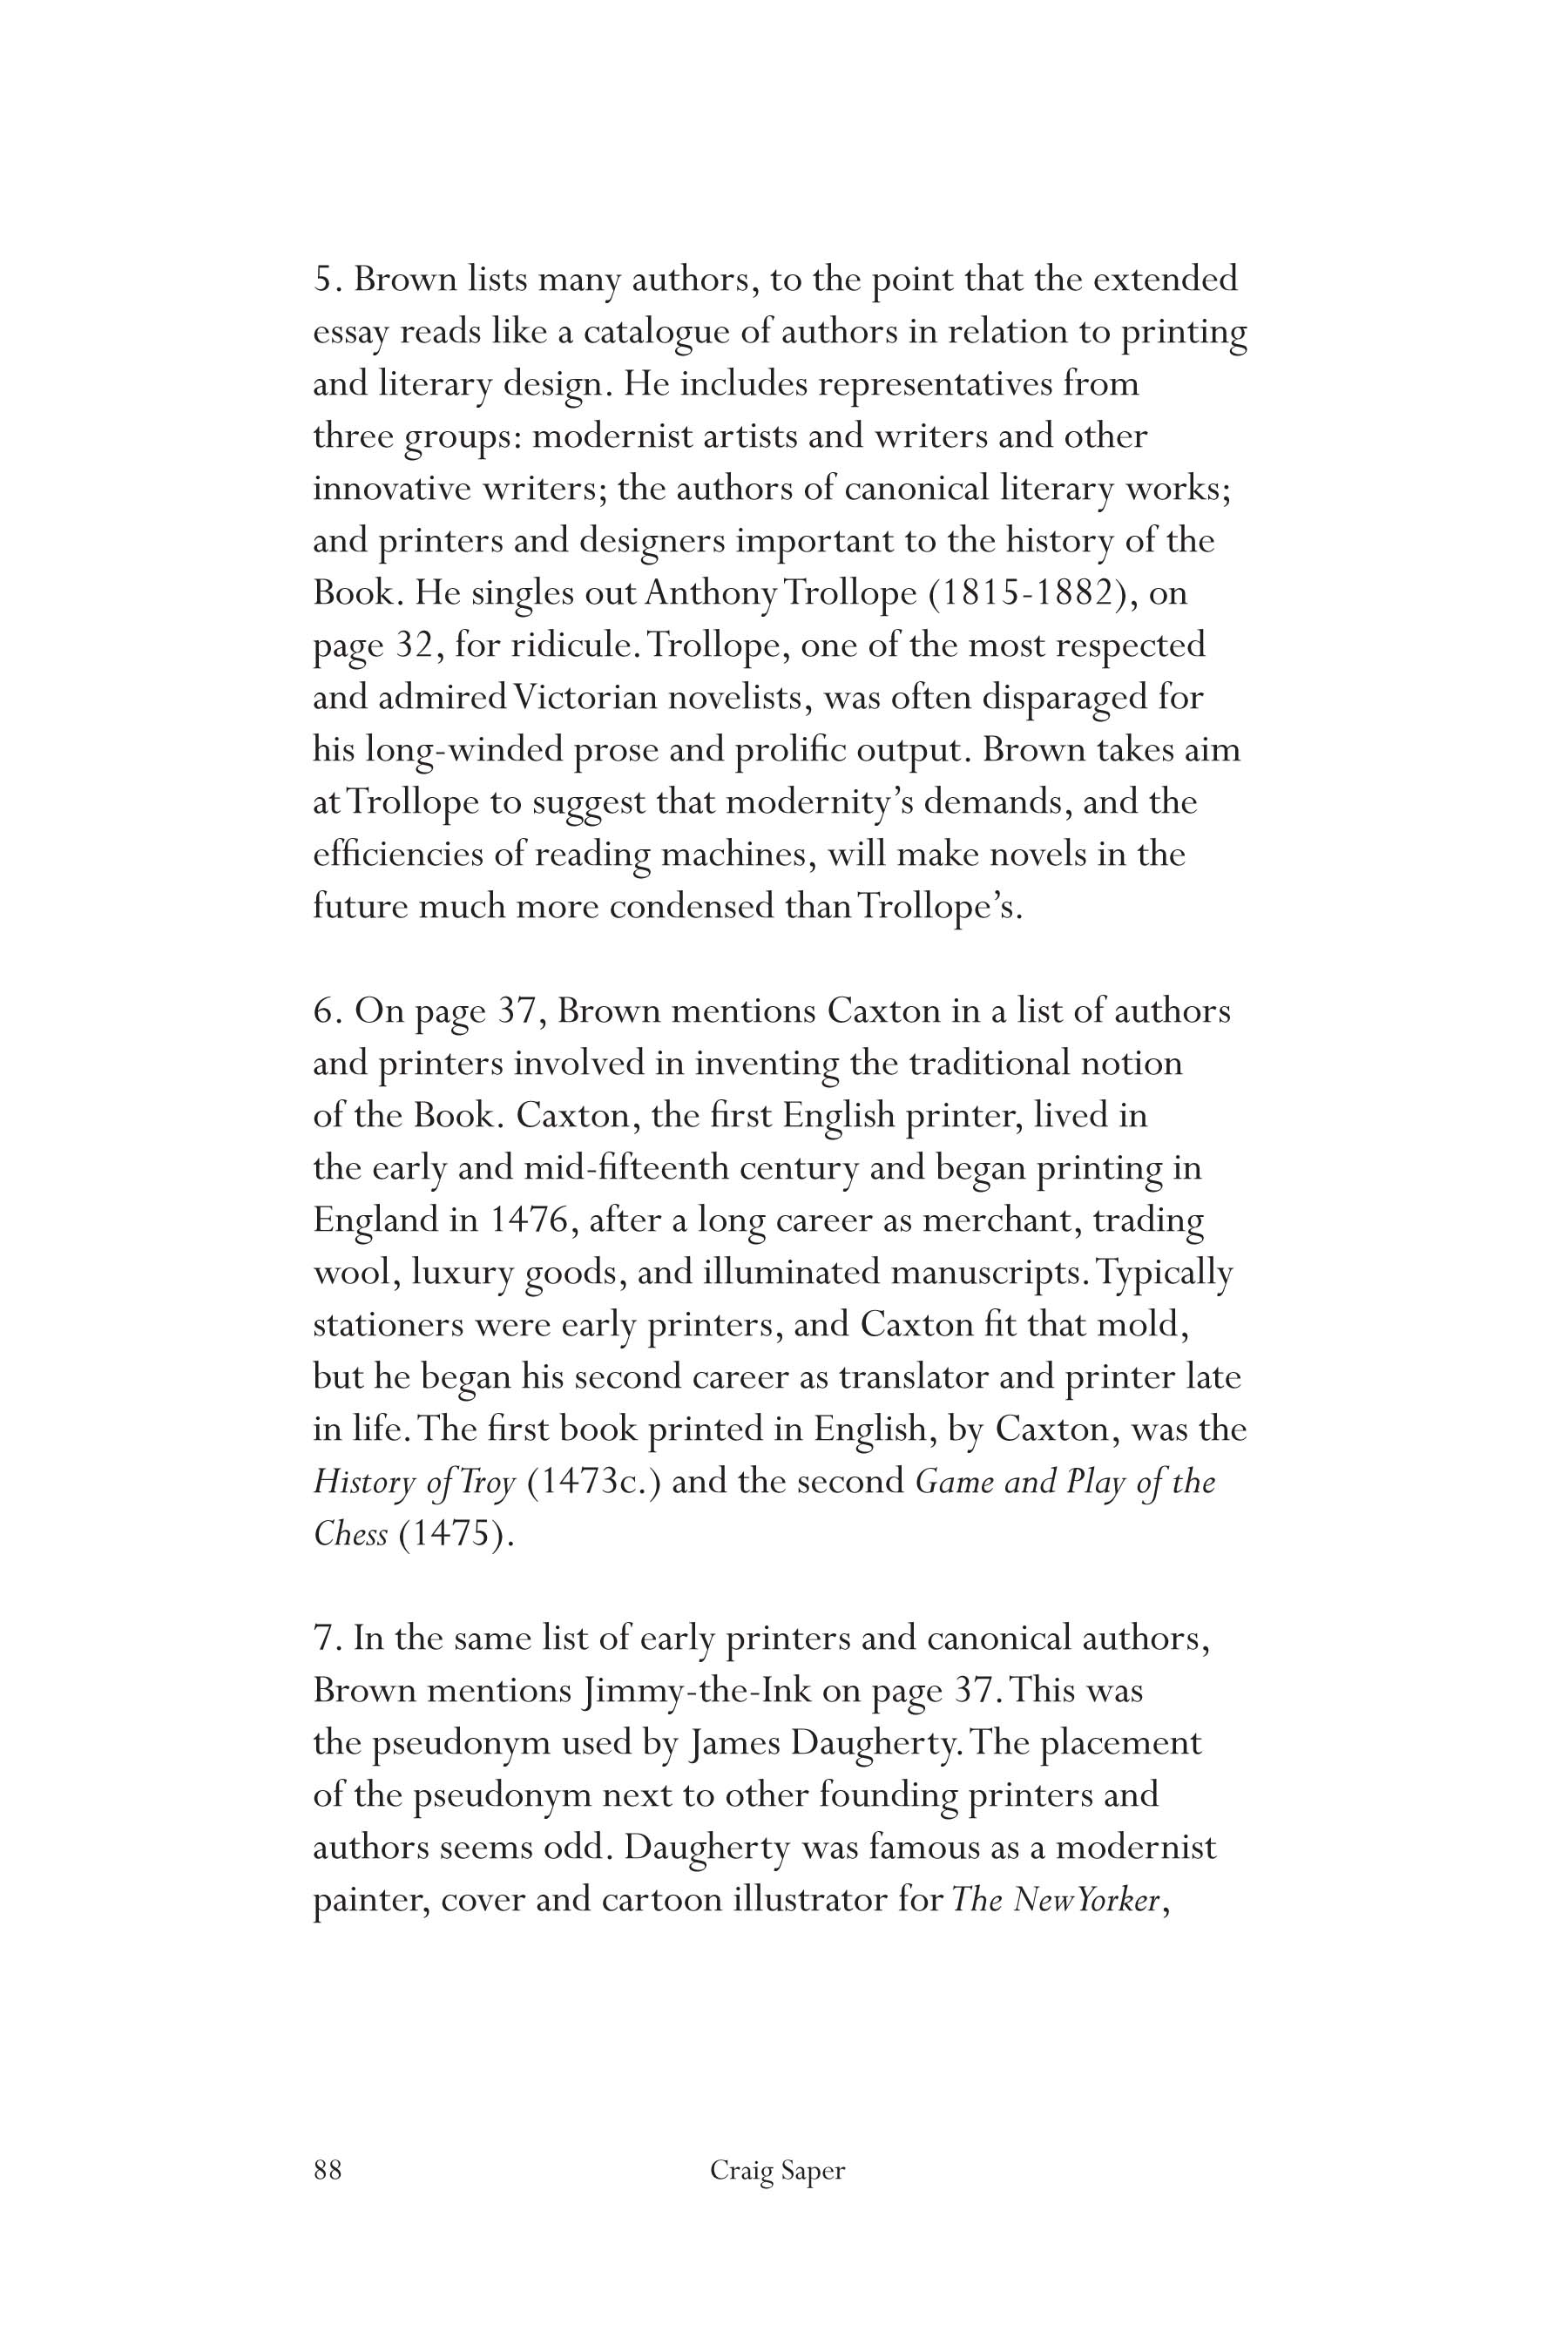 5. Brown lists many authors, to the point that the extended
essay reads like a catalogue of authors in relation to printing
and literary design. He includes representatives from
three groups: modernist artists and writers and other
innovative writers; the authors of canonical literary works;
and printers and designers important to the history of the
Book. He singles out Anthony Trollope (1815-1882), on
page 32, for ridicule. Trollope, one of the most respected
and admired Victorian novelists, was often disparaged for
his long-winded prose and prolific output. Brown takes aim
at Trollope to suggest that modernity’s demands, and the
efficiencies of reading machines, will make novels in the
future much more condensed than Trollope’s.

6. On page 37, Brown mentions Caxton in a list of authors
and printers involved in inventing the traditional notion
of the Book. Caxton, the first English printer, lived in
the early and mid-fifteenth century and began printing in
England in 1476, after a long career as merchant, trading
wool, luxury goods, and illuminated manuscripts. Typically
stationers were early printers, and Caxton fit that mold,
but he began his second career as translator and printer late
in life. The first book printed in English, by Caxton, was the
History of Troy (1473c.) and the second Game and Play of the
Chess (1475).

7. In the same list of early printers and canonical authors,
Brown mentions Jimmy-the-Ink on page 37. This was
the pseudonym used by James Daugherty. The placement
of the pseudonym next to other founding printers and
authors seems odd. Daugherty was famous as a modernist
painter, cover and cartoon illustrator for The New Yorker,

88 Craig Saper